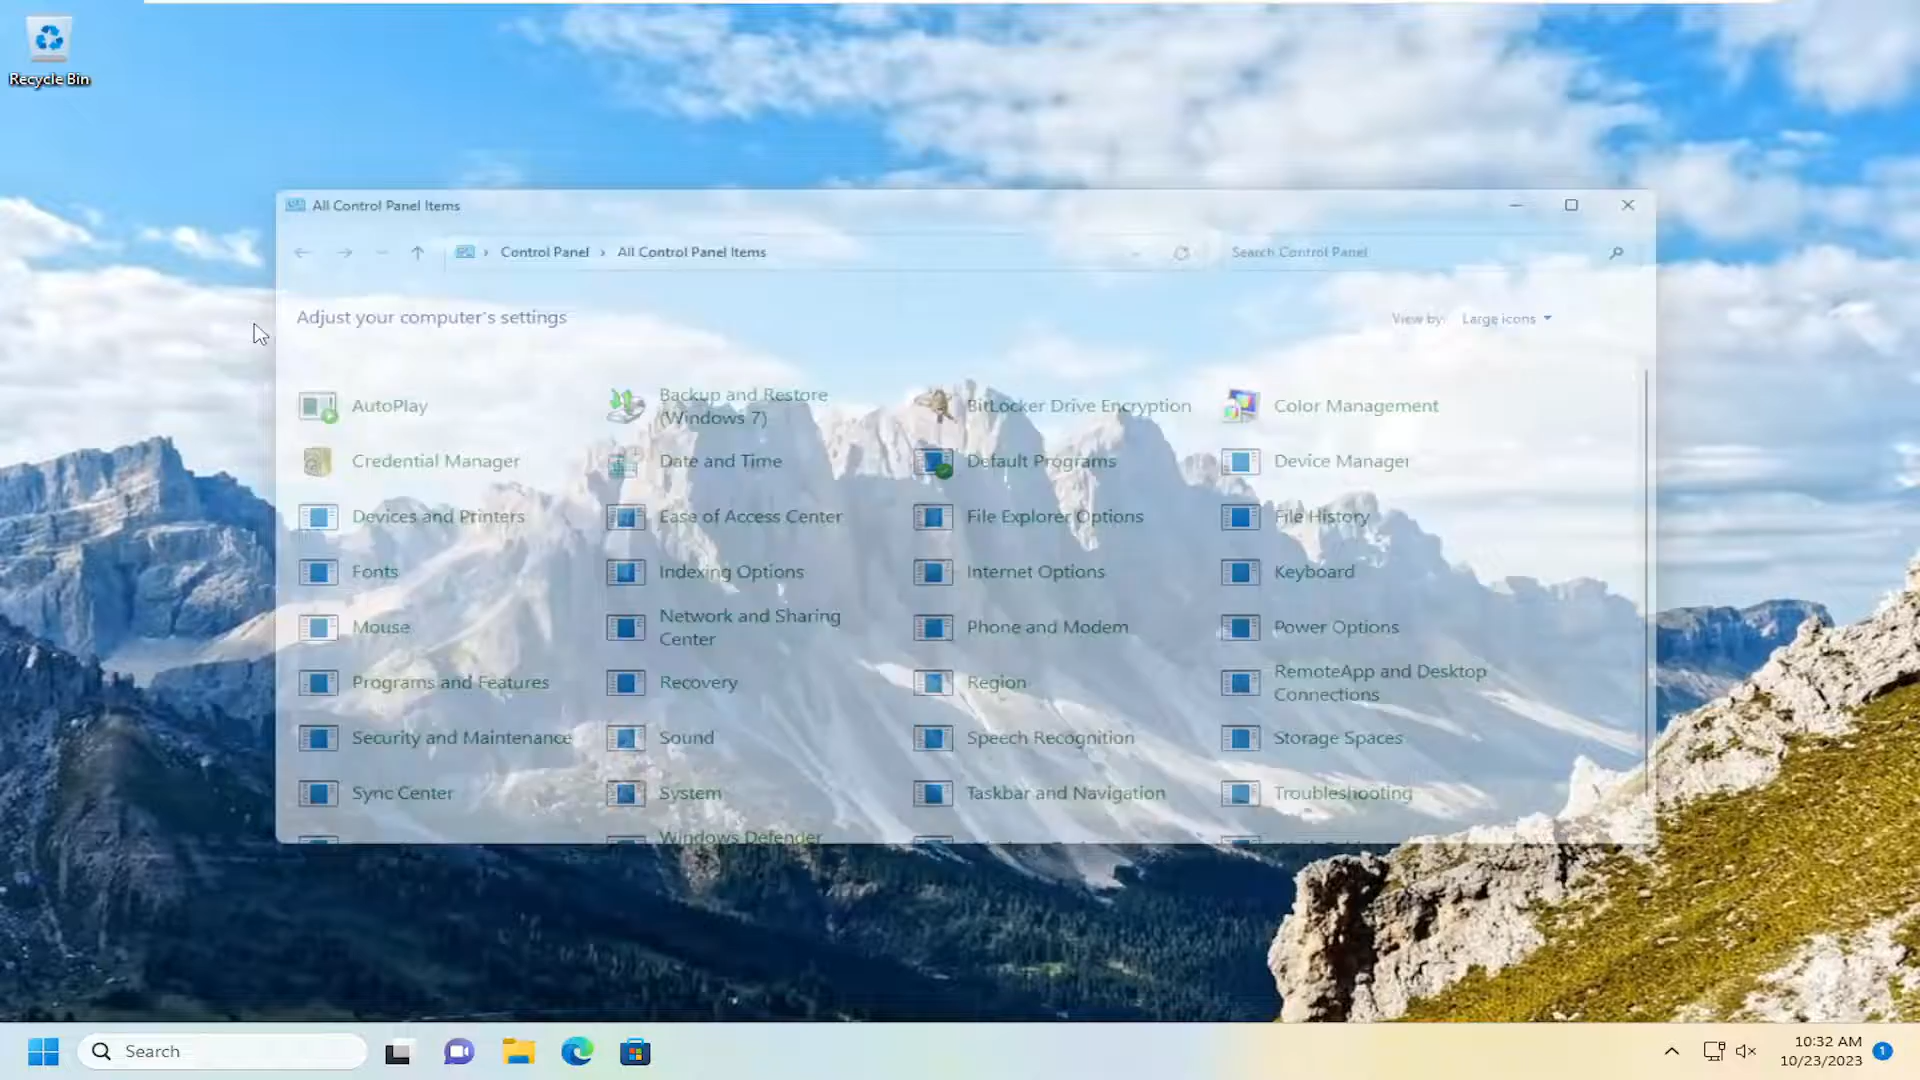 Recycle Bin
All Control Panel Items
Control Panel
All Control Panel Items
Search Control Panel
Adjust your computer's settings
View by:
Large icons
AutoPlay
Backup and Restore
(Windows 7)
BitLocker Drive Encryption
Color Management
Credential Manager
Date and Time
Default Programs
Device Manager
Devices and Printers
Ease of Access Center
File Explorer Options
File History
Fonts
Indexing Options
Internet Options
Keyboard
Mouse
Network and Sharing
Center
Phone and Modem
Power Options
Programs and Features
Recovery
Region
RemoteApp and Desktop
Connections
Security and Maintenance
Sound
Speech Recognition
Storage Spaces
Sync Center
System
Taskbar and Navigation
Troubleshooting
Windows Defender
Search
10:32 AM
10/23/2023
1